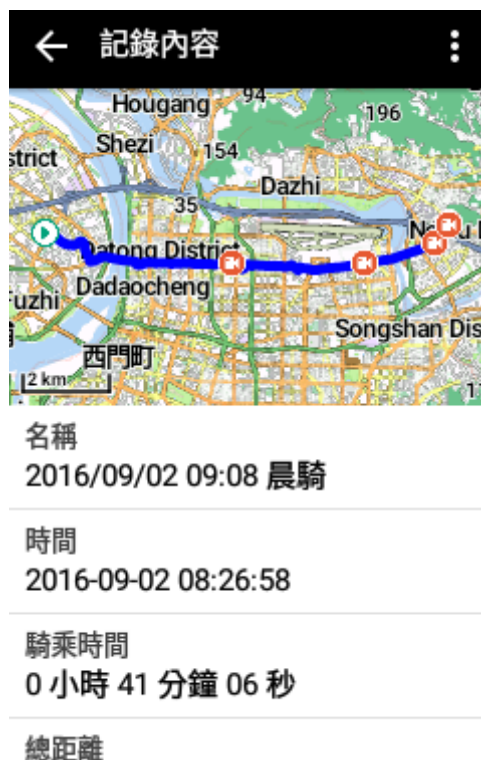 記錄內容
Hougang
94
196
Shezi
154
strict
Dazhi
35
Datong District
uzhi
Dadaocheng
Songshan Dis
西門町
2 km
名稱
2016/09/02 09:08 晨騎
時間
2016-09-02 08:26:58
騎乘時間
0 小時 41 分鐘 06 秒
總距離